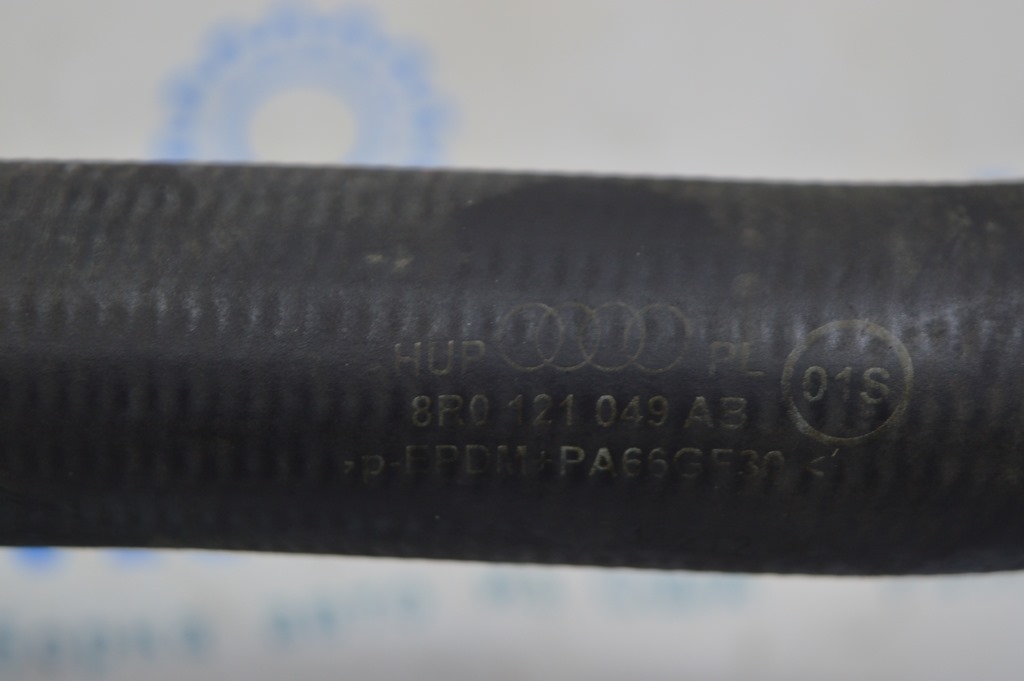 HUP PL
01S
8R0 121 049 AB
>p-EPDM+PA66GF30<